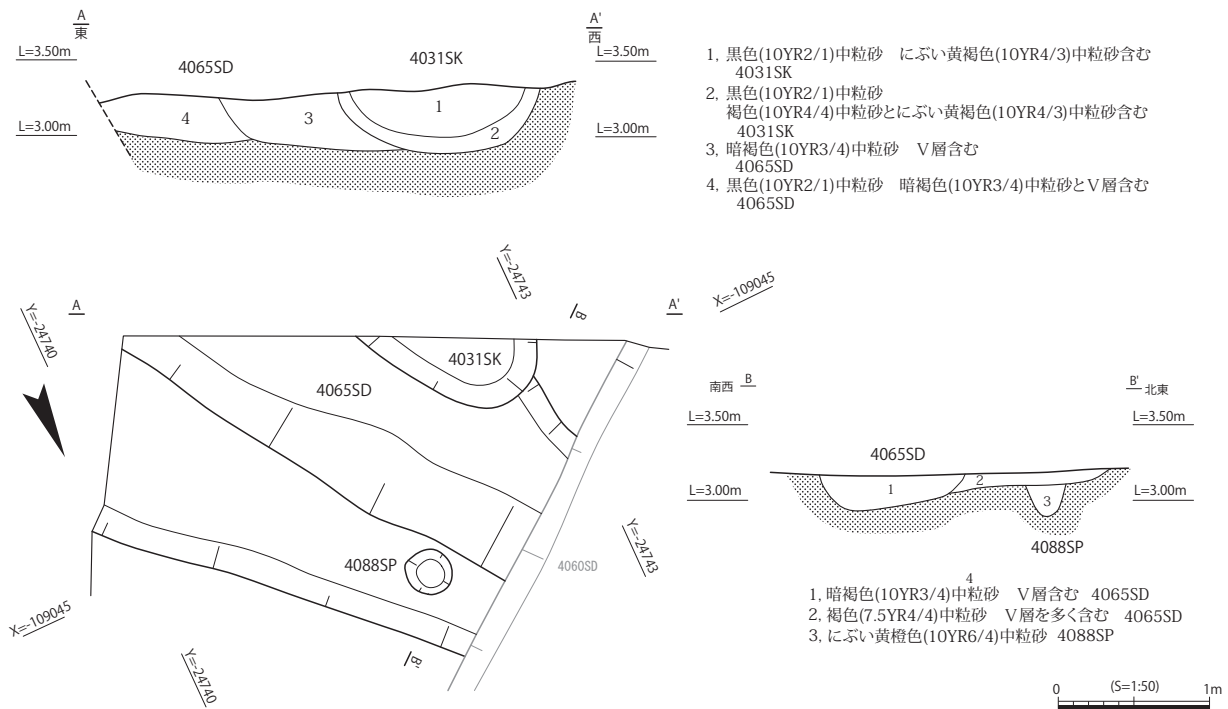 A
東
A'
西
L=3.50m
L=3.50m
4065SD
4031SK
1
2
3
4
L=3.00m
L=3.00m
1, 黒色(10YR2/1)中粒砂　にぶい黄褐色(10YR4/3)中粒砂含む
4031SK
2, 黒色(10YR2/1)中粒砂
褐色(10YR4/4)中粒砂とにぶい黄褐色(10YR4/3)中粒砂含む
4031SK
3, 暗褐色(10YR3/4)中粒砂　Ⅴ層含む
4065SD
4, 黒色(10YR2/1)中粒砂　暗褐色(10YR3/4)中粒砂とⅤ層含む
4065SD
Y=-24740
A
Y=-24743
B
A'
X=-109045
4031SK
4065SD
4088SP
4060SD
Y=-24743
X=-109045
Y=-24740
B'
南西 B
B' 北東
L=3.50m
L=3.50m
4065SD
1
2
3
L=3.00m
L=3.00m
4088SP
4
1, 暗褐色(10YR3/4)中粒砂　Ⅴ層含む　4065SD
2, 褐色(7.5YR4/4)中粒砂　Ⅴ層を多く含む　4065SD
3, にぶい黄橙色(10YR6/4)中粒砂 4088SP
0 (S=1:50) 1m